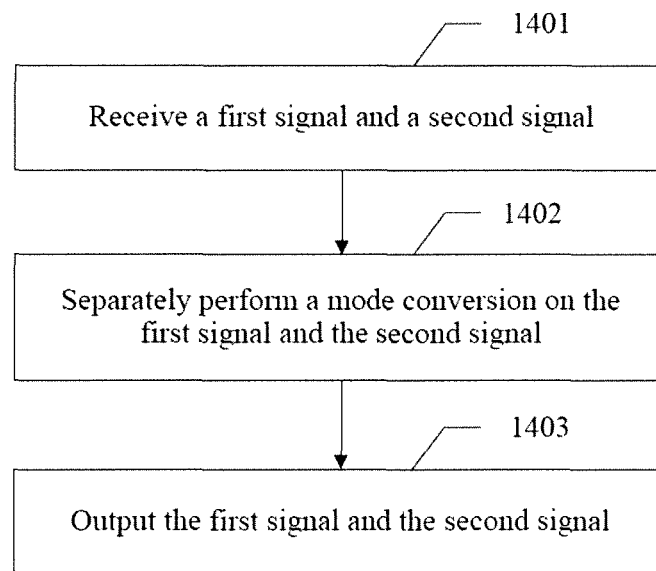 1401
Receive a first signal and a second signal
1402
Separately perform a mode conversion on the
first signal and the second signal
1403
Output the first signal and the second signal